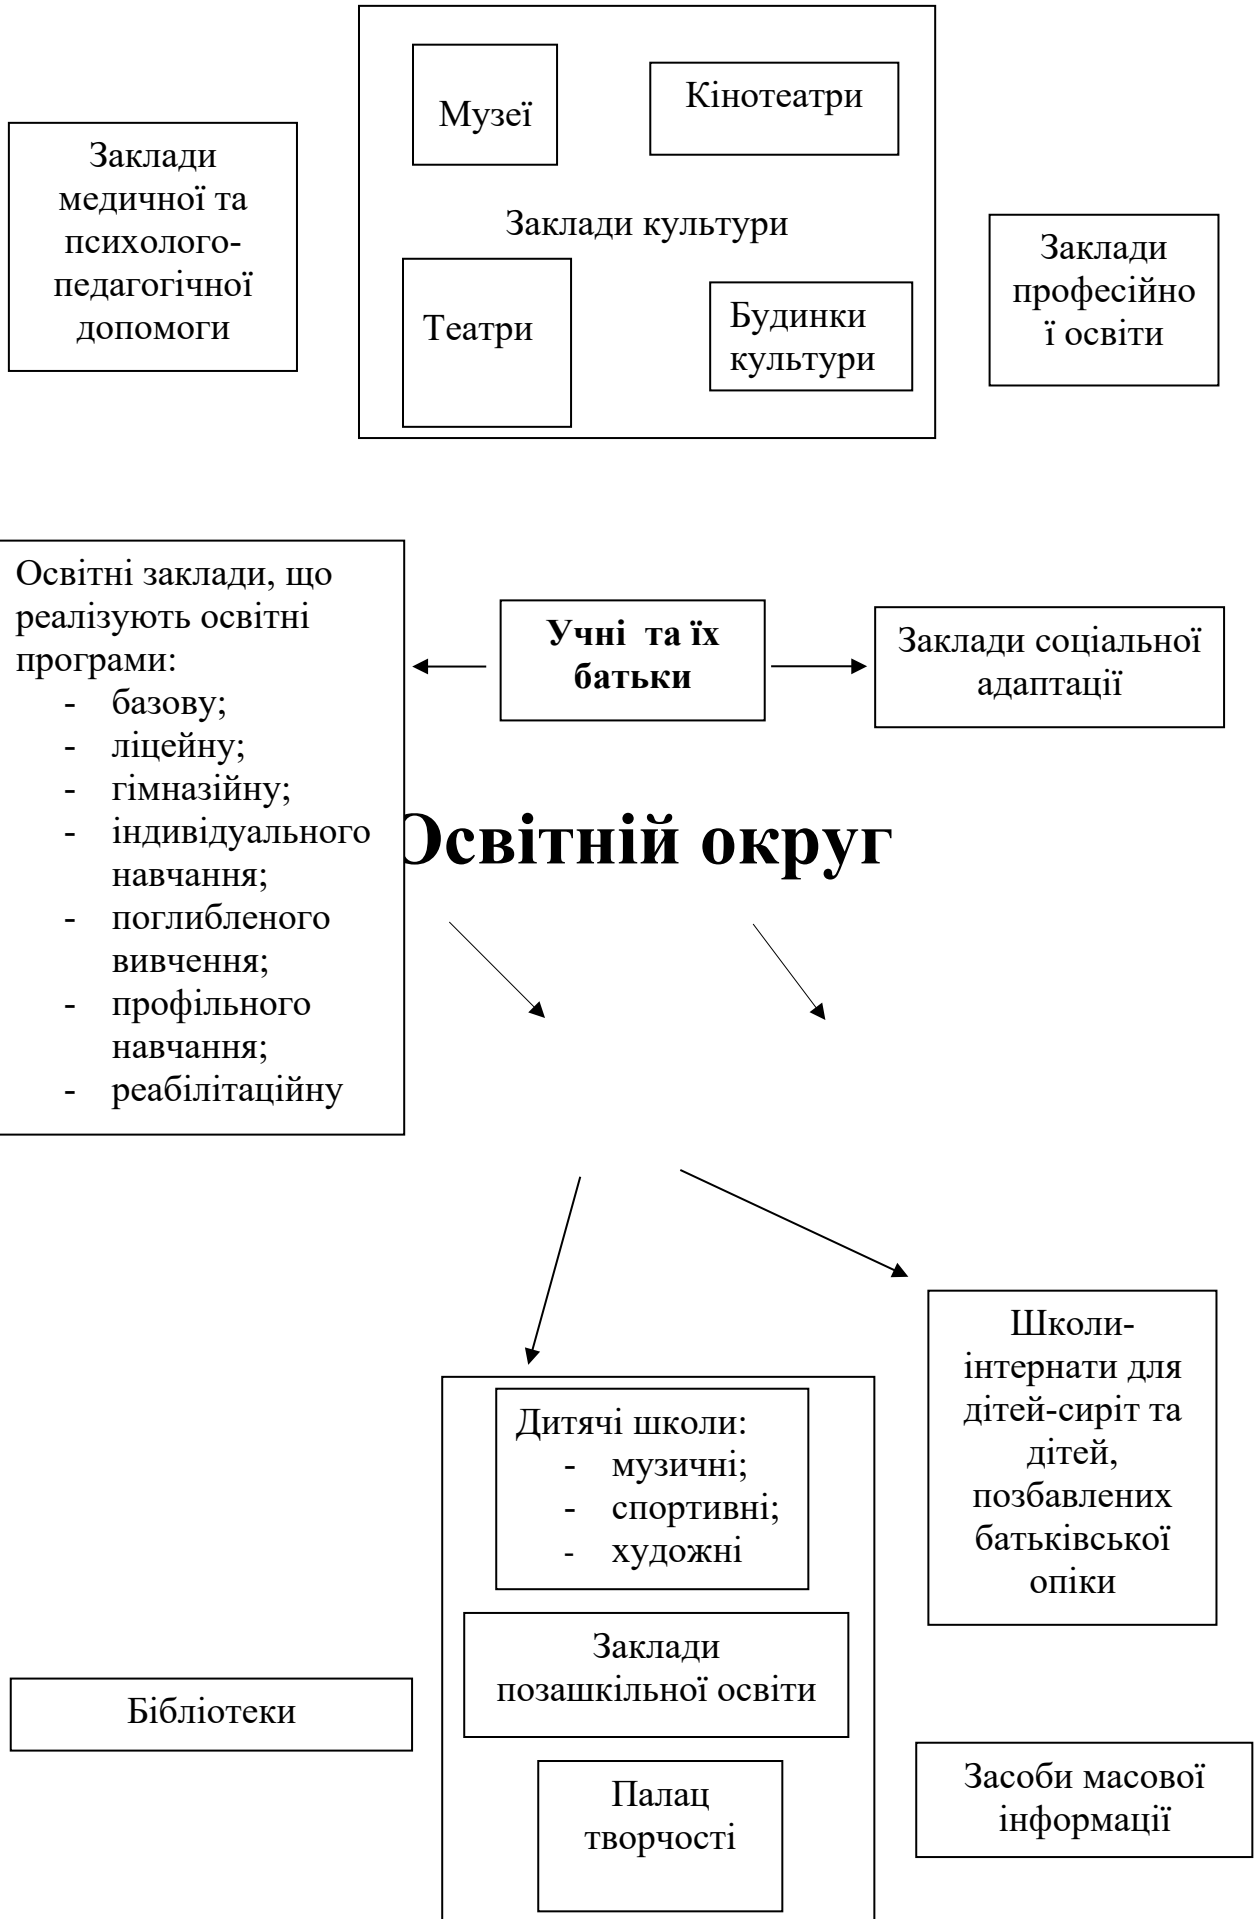 Музеї
Кінотеатри
Заклади
медичної та
психолого-
педагогічної
допомоги
Заклади культури
Заклади
професійно
ї освіти
Театри
Будинки
культури
Освітні заклади, що
реалізують освітні
програми:
- базову;
- ліцейну;
- гімназійну;
- індивідуального
навчання;
- поглибленого
вивчення;
- профільного
навчання;
- реабілітаційну
Учні та їх
батьки
Заклади соціальної
адаптації
Освітній округ
Дитячі школи:
- музичні;
- спортивні;
- художні
Школи-
інтернати для
дітей-сиріт та
дітей,
позбавлених
батьківської
опіки
Заклади
позашкільної освіти
Бібліотеки
Палац
творчості
Засоби масової
інформації